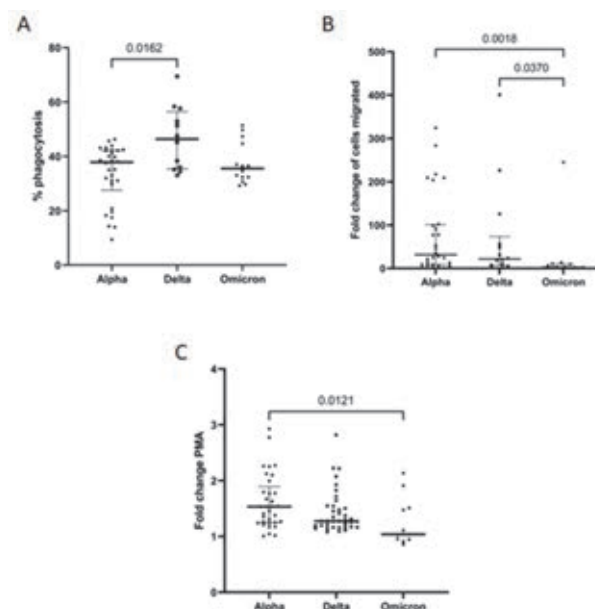 A
0.0162
% phagocytosis
80
60
40
20
0
Alpha Delta Omicron
B
0.0018
0.0370
Fold change of cells migrated
500
400
300
200
100
0
Alpha Delta Omicron
C
0.0121
Fold change PMA
4
3
2
1
0
Alpha Delta Omicron